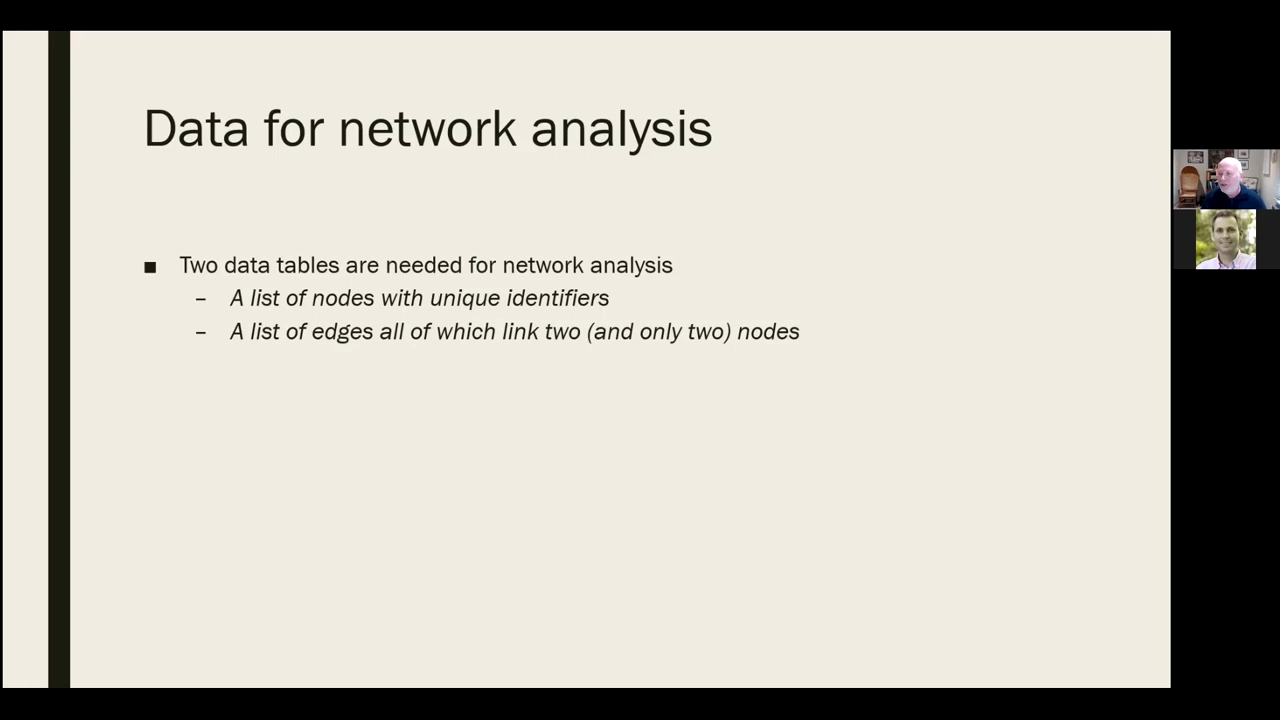 Data for network analysis
■ Two data tables are needed for network analysis
– A list of nodes with unique identifiers
– A list of edges all of which link two (and only two) nodes